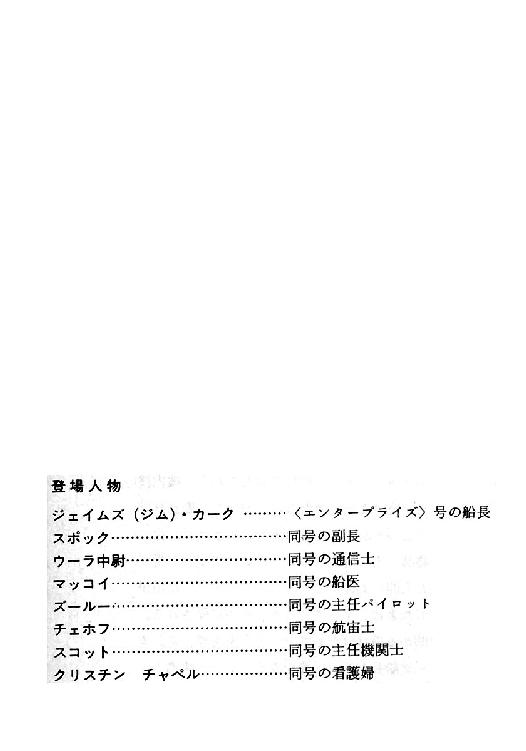 登場人物
ジェイムズ（ジム）・カーク ………〈エンタープライズ〉号の船長
スポック………………………………同号の副長
ウーラ中尉……………………………同号の通信士
マッコイ………………………………同号の船医
ズールー………………………………同号の主任パイロット
チェホフ………………………………同号の航宙士
スコット………………………………同号の主任機関士
クリスチン　チャペル………………同号の看護婦